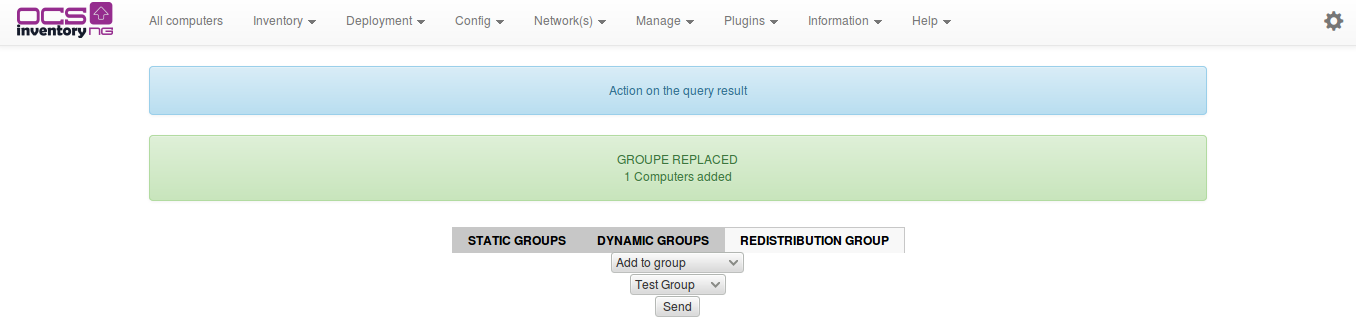 OCS inventory NG
All computers Inventory Deployment Config Network(s) Manage Plugins Information Help
Action on the query result
GROUPE REPLACED
1 Computers added
STATIC GROUPS DYNAMIC GROUPS REDISTRIBUTION GROUP
Add to group
Test Group
Send